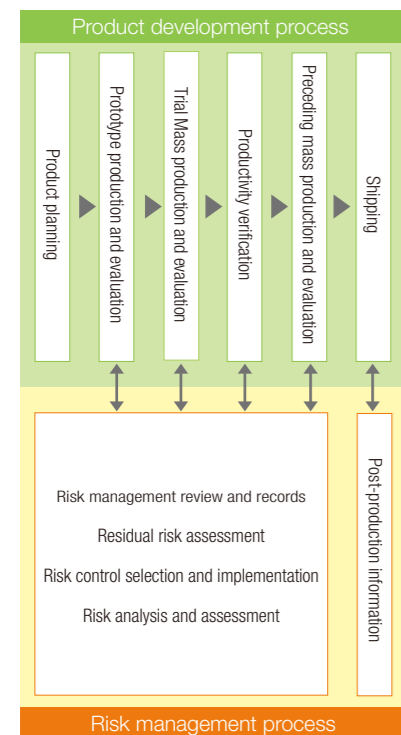 Product development process
Product planning
Prototype production and evaluation
Trial Mass production and evaluation
Productivity verification
Preceding mass production and evaluation
Shipping
Risk management review and records
Residual risk assessment
Risk control selection and implementation
Risk analysis and assessment
Post-production information
Risk management process